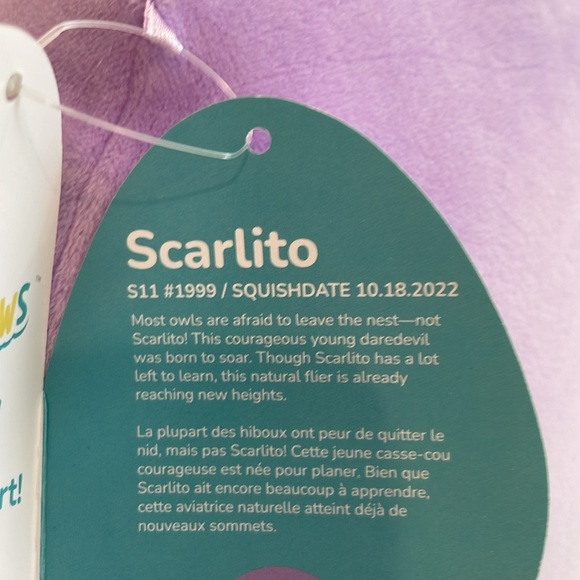 WS
rt!
Scarlito
S11 #1999 / SQUISHDATE 10.18.2022
Most owls are afraid to leave the nest—not
Scarlito! This courageous young daredevil
was born to soar. Though Scarlito has a lot
left to learn, this natural flier is already
reaching new heights.
La plupart des hiboux ont peur de quitter le
nid, mais pas Scarlito! Cette jeune casse-cou
courageuse est née pour planer. Bien que
Scarlito ait encore beaucoup à apprendre,
cette aviatrice naturelle atteint déjà de
nouveaux sommets.